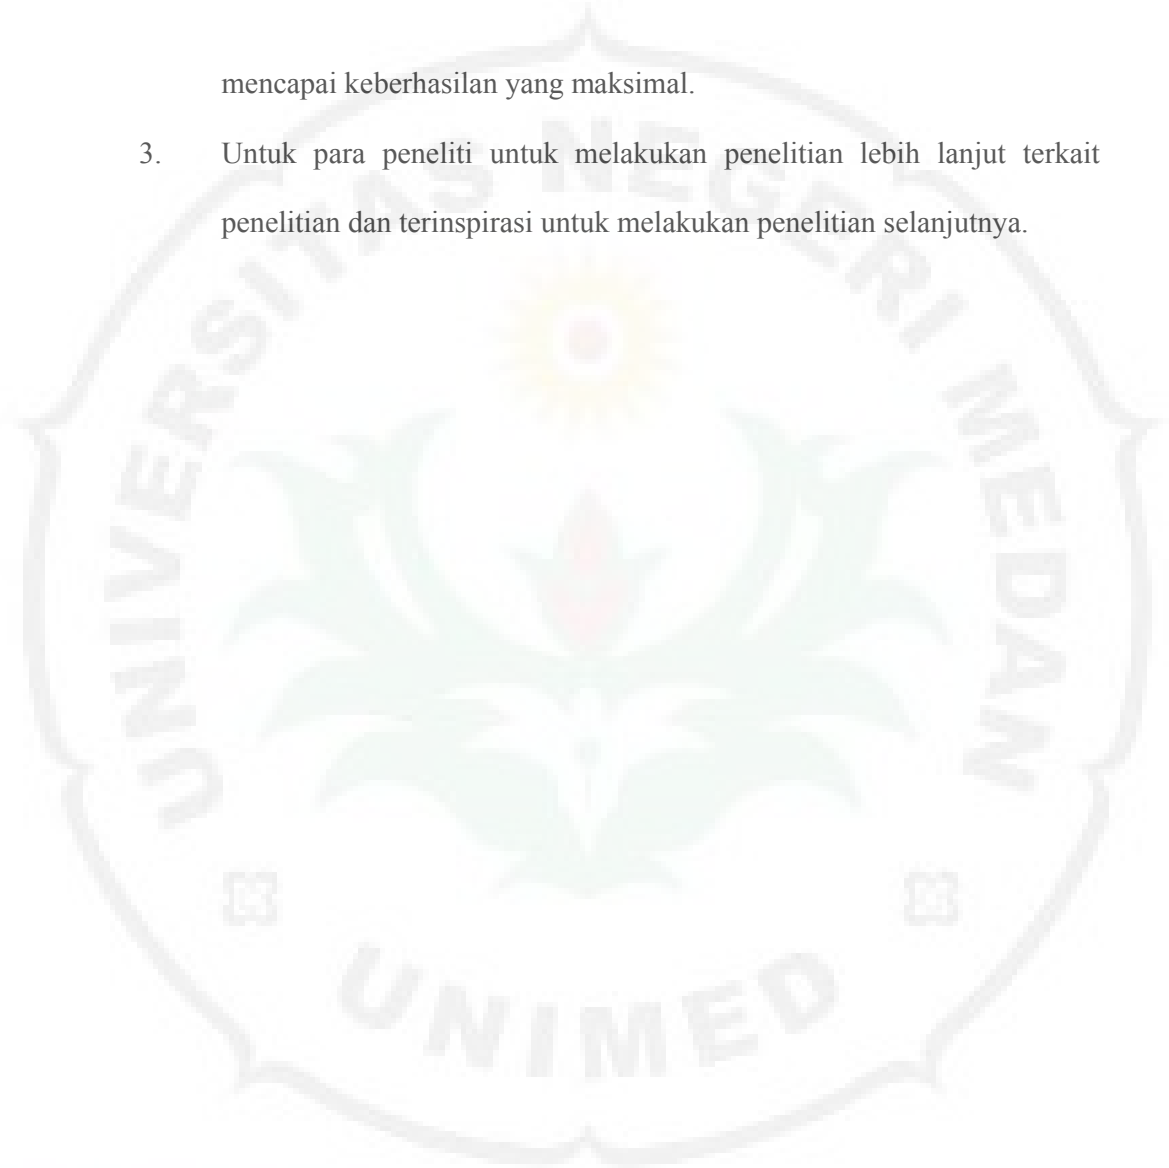 mencapai keberhasilan yang maksimal.
3. Untuk para peneliti untuk melakukan penelitian lebih lanjut terkait
penelitian dan terinspirasi untuk melakukan penelitian selanjutnya.
UNIVERSITAS NEGERI MEDAN
UNIMED